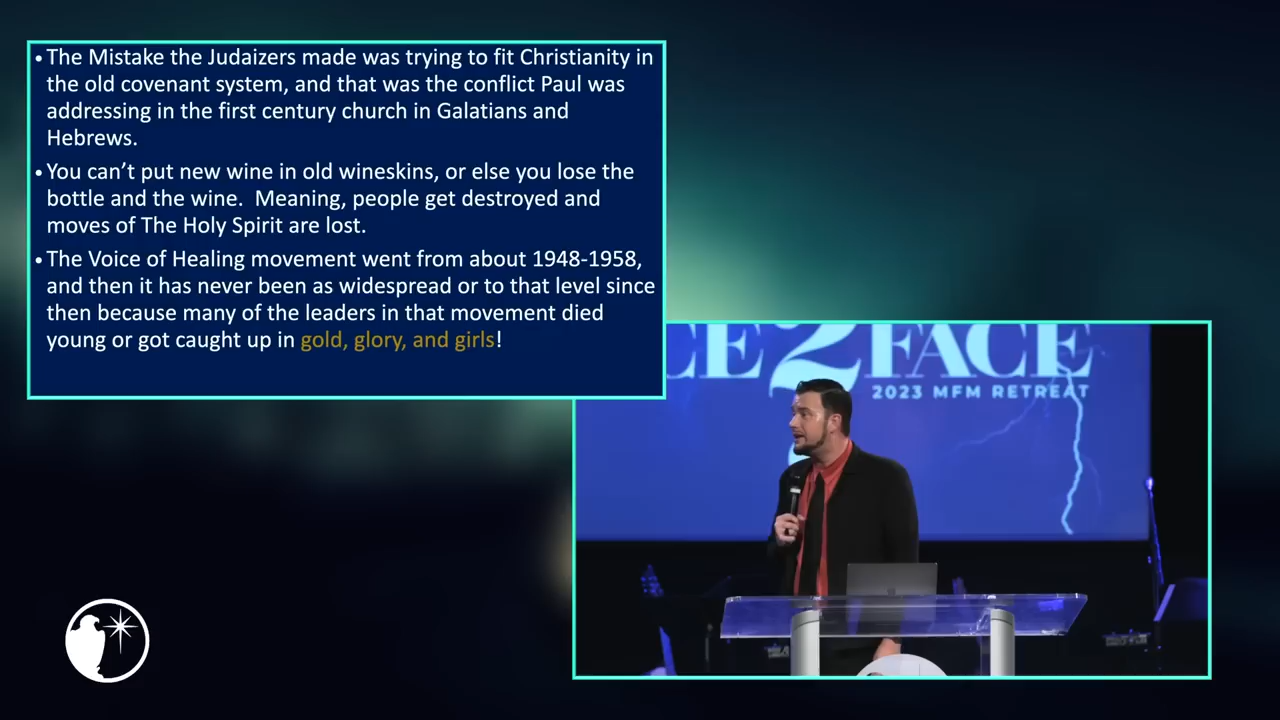 • The Mistake the Judaizers made was trying to fit Christianity in
the old covenant system, and that was the conflict Paul was
addressing in the first century church in Galatians and
Hebrews.
• You can’t put new wine in old wineskins, or else you lose the
bottle and the wine.  Meaning, people get destroyed and
moves of The Holy Spirit are lost.
• The Voice of Healing movement went from about 1948-1958,
and then it has never been as widespread or to that level since
then because many of the leaders in that movement died
young or got caught up in gold, glory, and girls!
CE 2 FACE
2023 MFM RETREAT